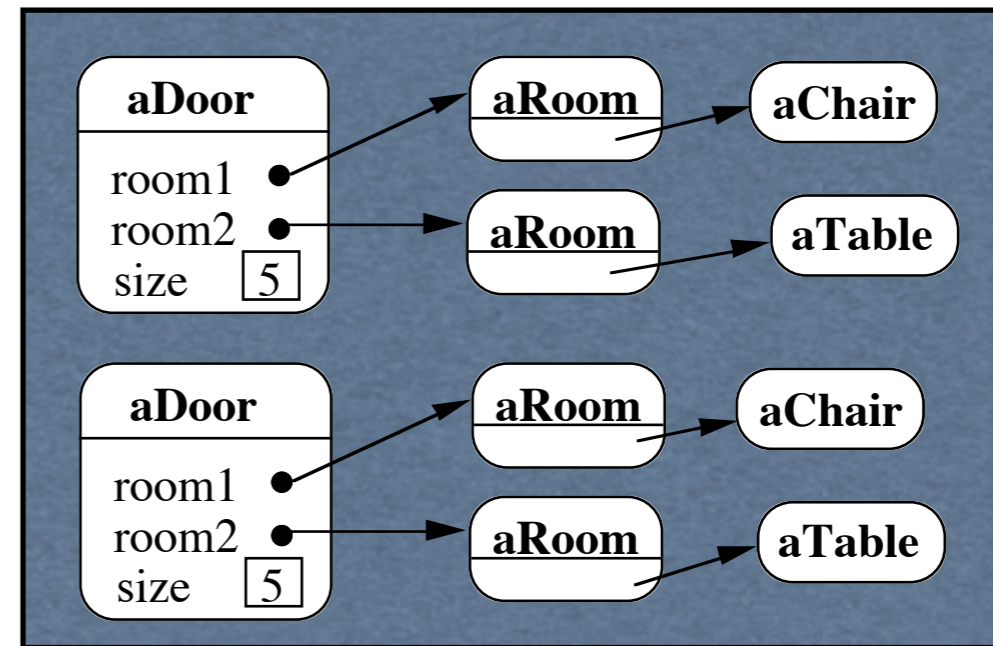 aDoor
room1
room2
size 5
aRoom
aChair
aRoom
aTable
aDoor
room1
room2
size 5
aRoom
aChair
aRoom
aTable